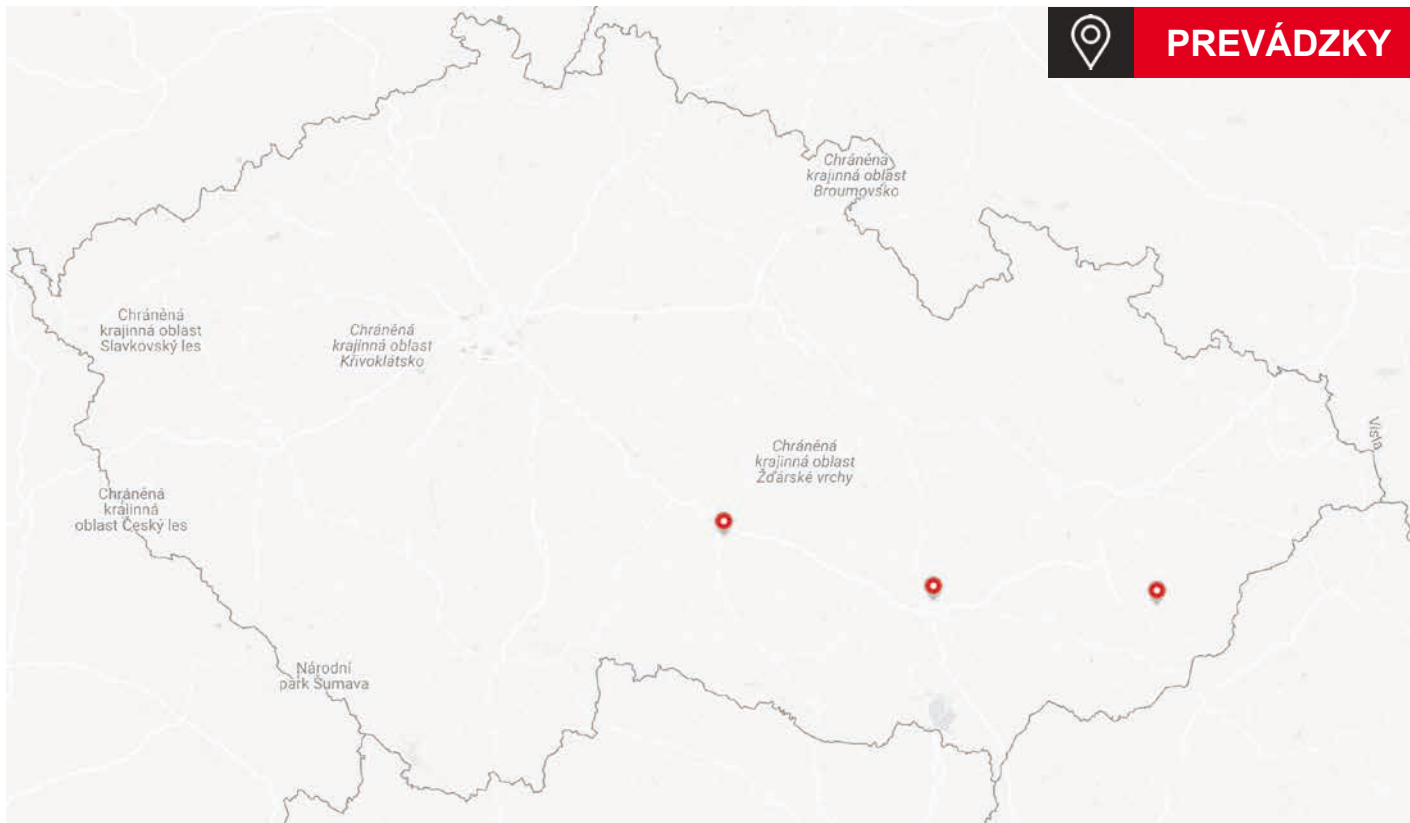 PREVÁDZKY
Chráněná
krajinná oblast
Broumovsko
Chráněná
krajinná oblast
Slavkovský les
Chráněná
krajinná oblast
Křivoklátsko
Chráněná
krajinná oblast
Žďárské vrchy
Chráněná
krajinná
oblast Český les
Národní
park Šumava